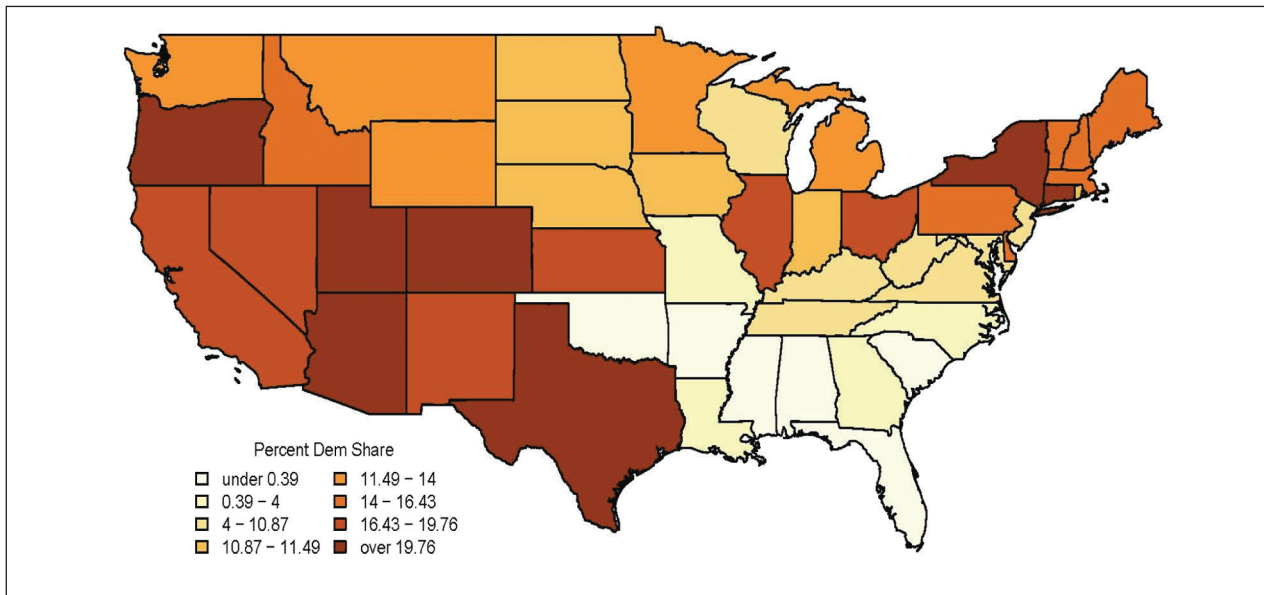 Percent Dem Share
under 0.39
0.39 – 4
4 – 10.87
10.87 – 11.49
11.49 – 14
14 – 16.43
16.43 – 19.76
over 19.76